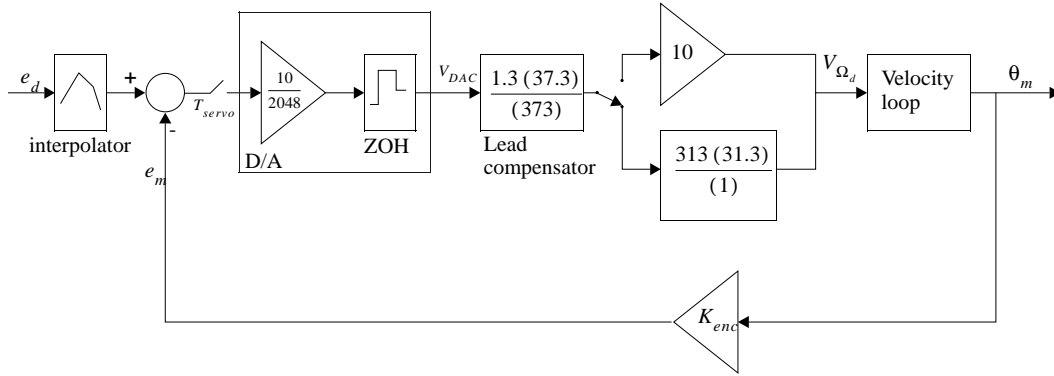 e_d
+
-
interpolator
e_m
T_servo
10
2048
D/A
ZOH
V_DAC
1.3 (37.3)
(373)
Lead
compensator
10
313 (31.3)
(1)
V_Ω_d
Velocity
loop
θ_m
K_enc